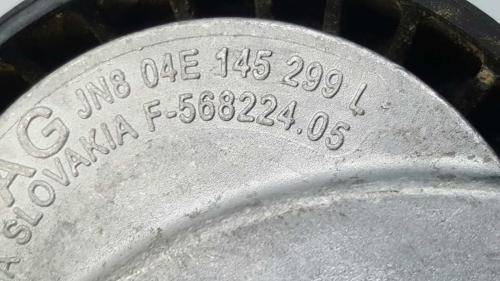 JN8 04E 145 299 L
AG
SLOVAKIA F-568224.05